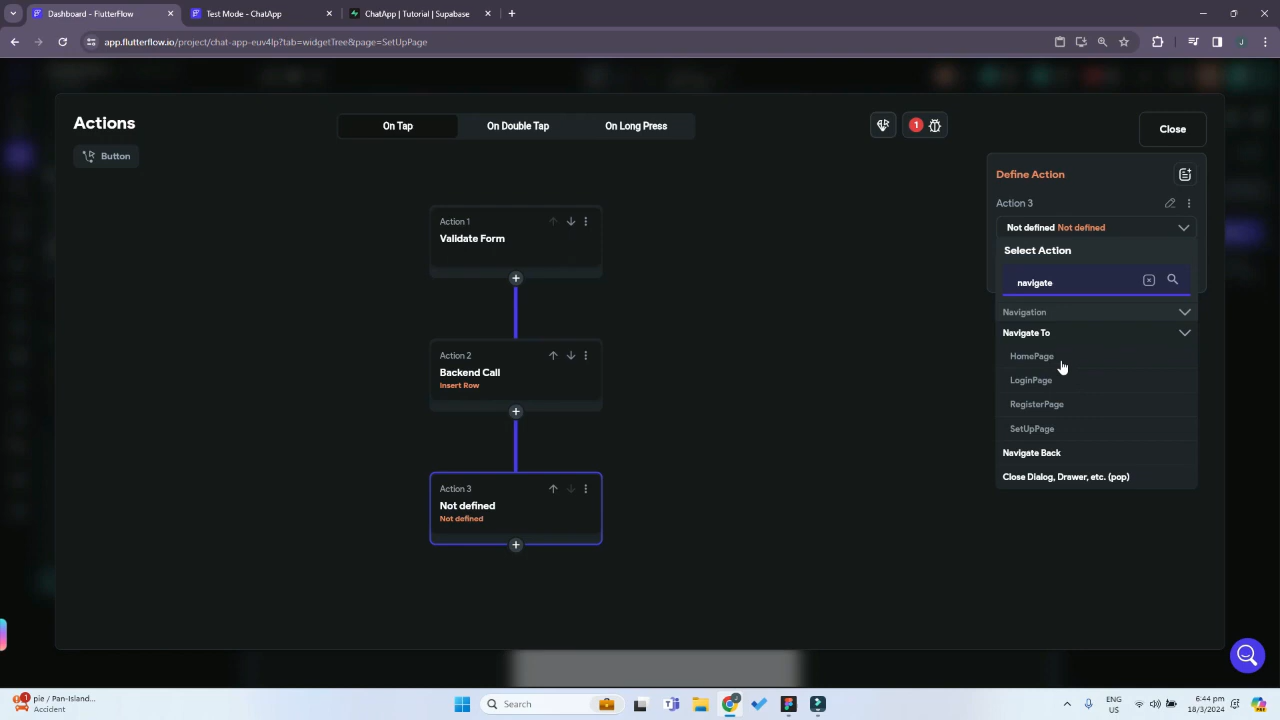 Dashboard - FlutterFlow
Test Mode - ChatApp
ChatApp | Tutorial | Supabase
app.flutterflow.io/project/chat-app-euv4lp?tab=widgetTree&page=SetUpPage
J
Actions
On Tap
On Double Tap
On Long Press
1
Close
Button
Define Action
Action 3
Not defined Not defined
Select Action
navigate
Navigation
Navigate To
HomePage
LoginPage
RegisterPage
SetUpPage
Navigate Back
Close Dialog, Drawer, etc. (pop)
Action 1
Validate Form
Action 2
Backend Call
Insert Row
Action 3
Not defined
Not defined
1
pie / Pan-Island...
Accident
Search
ENG
US
6:44 pm
18/3/2024